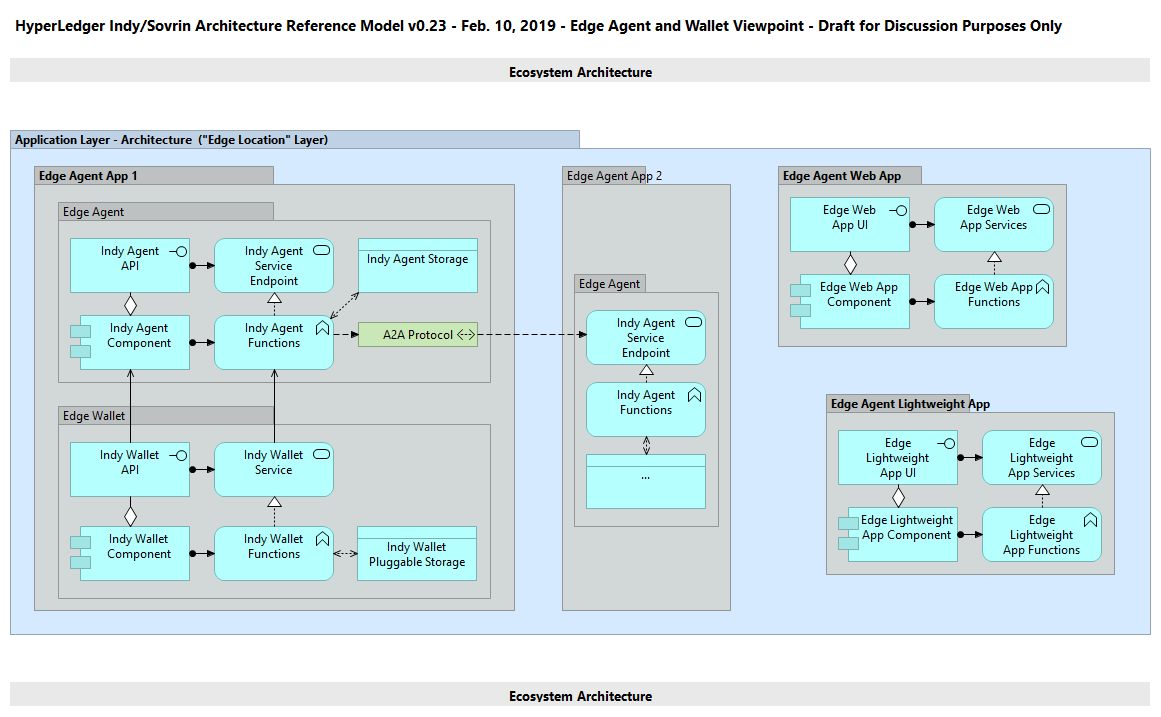 HyperLedger Indy/Sovrin Architecture Reference Model v0.23 - Feb. 10, 2019 - Edge Agent and Wallet Viewpoint - Draft for Discussion Purposes Only
Ecosystem Architecture
Application Layer - Architecture ("Edge Location" Layer)
Edge Agent App 1
Edge Agent
Indy Agent
API
Indy Agent
Service
Endpoint
Indy Agent Storage
Indy Agent
Component
Indy Agent
Functions
A2A Protocol
Edge Wallet
Indy Wallet
API
Indy Wallet
Service
Indy Wallet
Component
Indy Wallet
Functions
Indy Wallet
Pluggable Storage
Edge Agent App 2
Edge Agent
Indy Agent
Service
Endpoint
Indy Agent
Functions
...
Edge Agent Web App
Edge Web
App UI
Edge Web
App Services
Edge Web App
Component
Edge Web App
Functions
Edge Agent Lightweight App
Edge
Lightweight
App UI
Edge
Lightweight
App Services
Edge Lightweight
App Component
Edge
Lightweight
App Functions
Ecosystem Architecture